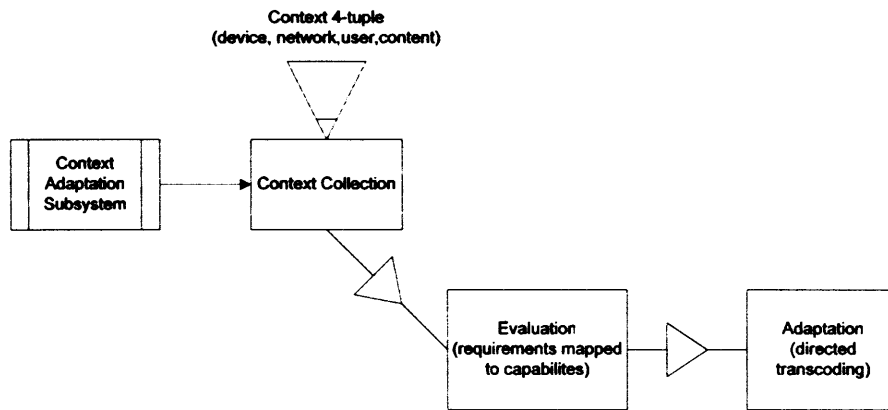 Context 4-tuple
(device, network,user,content)
Context
Adaptation
Subsystem
Context Collection
Evaluation
(requirements mapped
to capabilites)
Adaptation
(directed
transcoding)